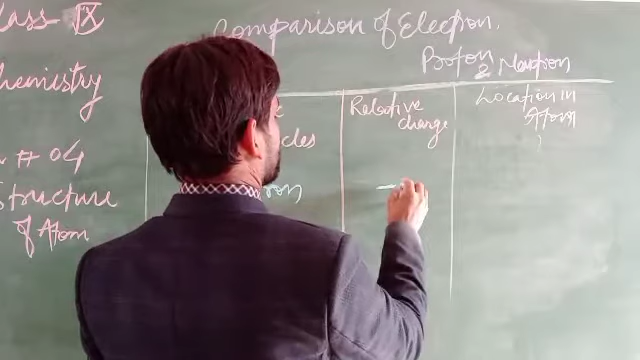 Class- IX
Chemistry
# 04
Structure
of Atom
Comparison of Electron,
Proton
& Neutron
Relative
charge
Location in
Atom
-